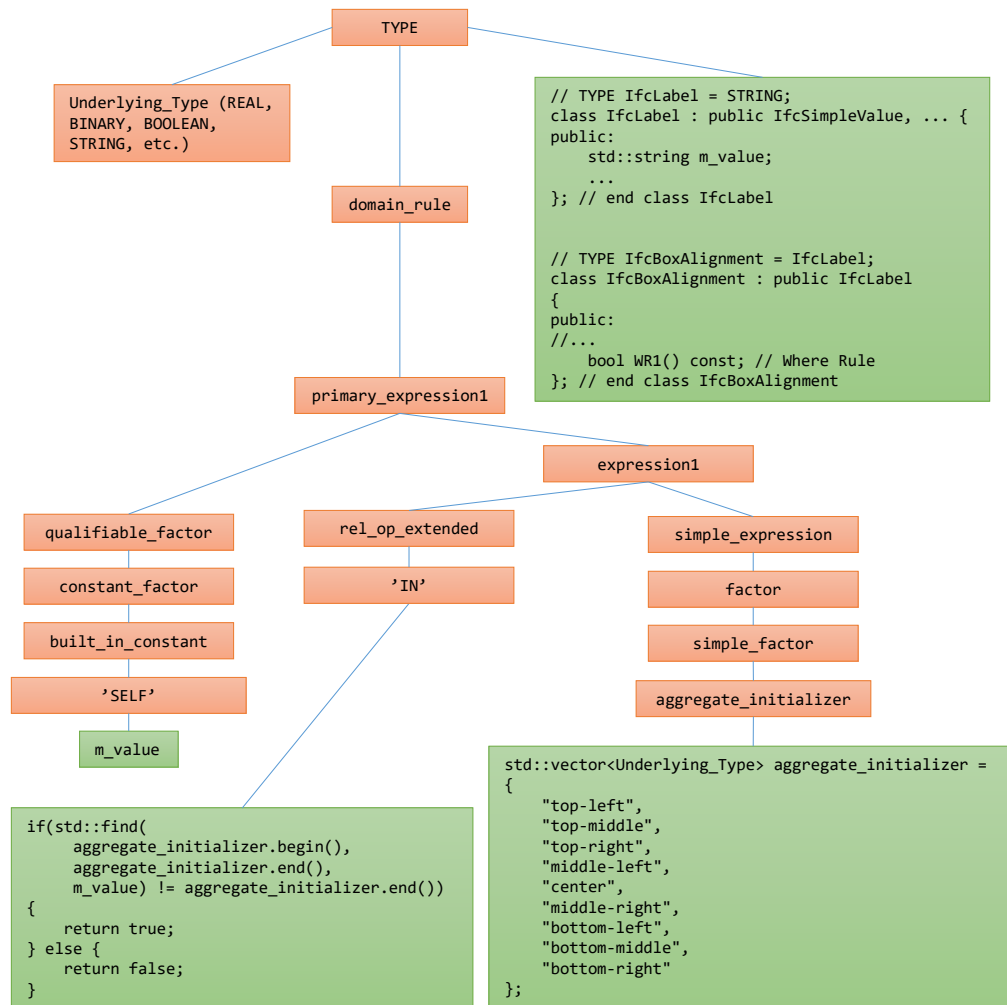 TYPE
Underlying_Type (REAL,
BINARY, BOOLEAN,
STRING, etc.)
// TYPE IfcLabel = STRING;
class IfcLabel : public IfcSimpleValue, ... {
public:
    std::string m_value;
    ...
}; // end class IfcLabel
// TYPE IfcBoxAlignment = IfcLabel;
class IfcBoxAlignment : public IfcLabel
{
public:
//...
    bool WR1() const; // Where Rule
}; // end class IfcBoxAlignment
domain_rule
primary_expression1
expression1
qualifiable_factor
rel_op_extended
simple_expression
constant_factor
’IN’
factor
built_in_constant
simple_factor
’SELF’
aggregate_initializer
m_value
if(std::find(
     aggregate_initializer.begin(),
     aggregate_initializer.end(),
     m_value) != aggregate_initializer.end())
{
    return true;
} else {
    return false;
}
std::vector<Underlying_Type> aggregate_initializer =
{
    "top-left",
    "top-middle",
    "top-right",
    "middle-left",
    "center",
    "middle-right",
    "bottom-left",
    "bottom-middle",
    "bottom-right"
};